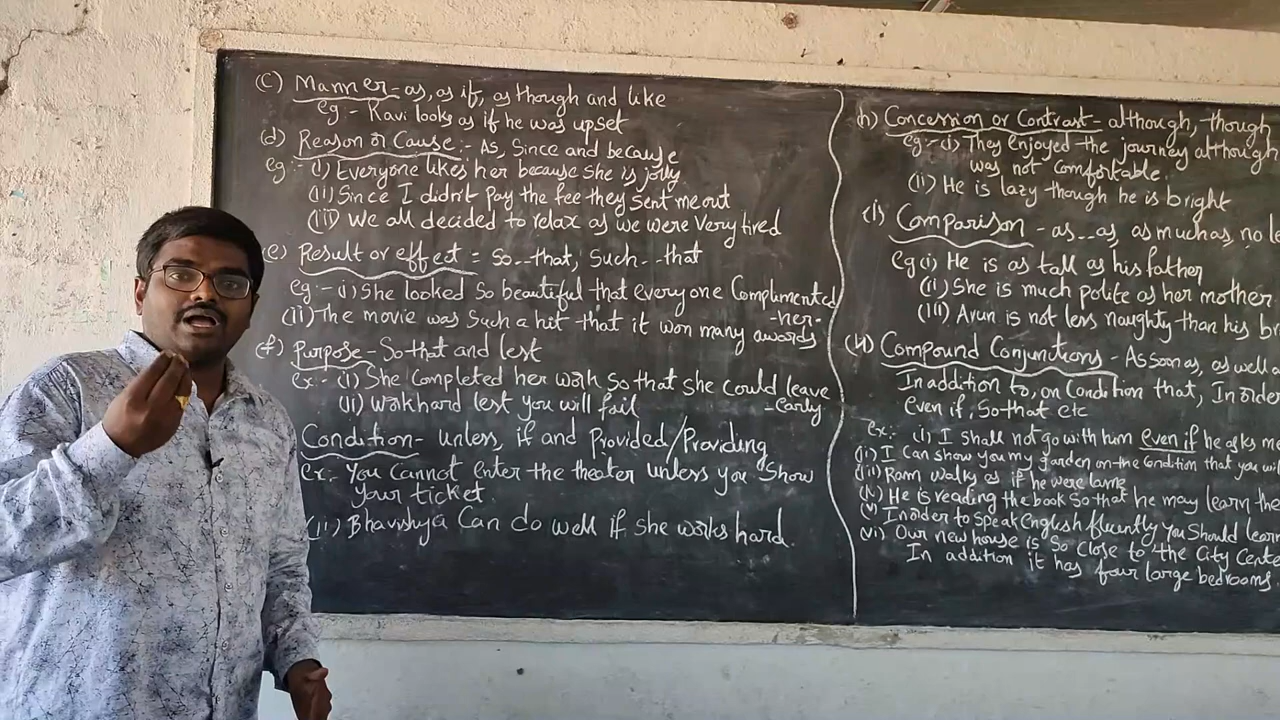 (C) Manner - as, as if, as though and like
eg :- Ravi looks as if he was upset
(d) Reason or Cause :- As, Since and because
eg :- (i) Everyone likes her because she is jolly
(ii) Since I didn't pay the fee they sent me out
(iii) We all decided to relax as we were very tired
(e) Result or effect = So--that, Such--that
eg :- (i) She looked so beautiful that everyone Complimented
-her-
(ii) The movie was Such a hit that it won many awards
(f) Purpose - So that and lest
ex :- (i) She Completed her work So that she could leave
-early
(ii) Wokhard lest you will fail
Condition - unless, if and Provided/Providing
ex :- You Cannot enter the theater unless you Show
your ticket.
(ii) Bhavishya Can do well if she works hard.
(h) Concession or Contrast - although, though
eg :- (i) They enjoyed the journey although
was not Comfortable.
(ii) He is lazy though he is bright
(i) Comparison - as--as, as much as, no le
eg (i) He is as tall as his father
(ii) She is much polite as her mother
(iii) Arun is not less naughty than his br
(4) Compound Conjunctions - As soon as, as well a
In addition to, on Condition that, In order
Even if, So that etc
ex :- (i) I shall not go with him even if he asks me
(ii) I Can show you my garden on the Condition that you wil
(iii) Ram walks as if he were lame
(iv) He is reading the book So that he may learn the
(v) Inorder to Speak English fluently you Should learn
(vi) Our new house is So close to the City Cente
In addition it has four large bedrooms